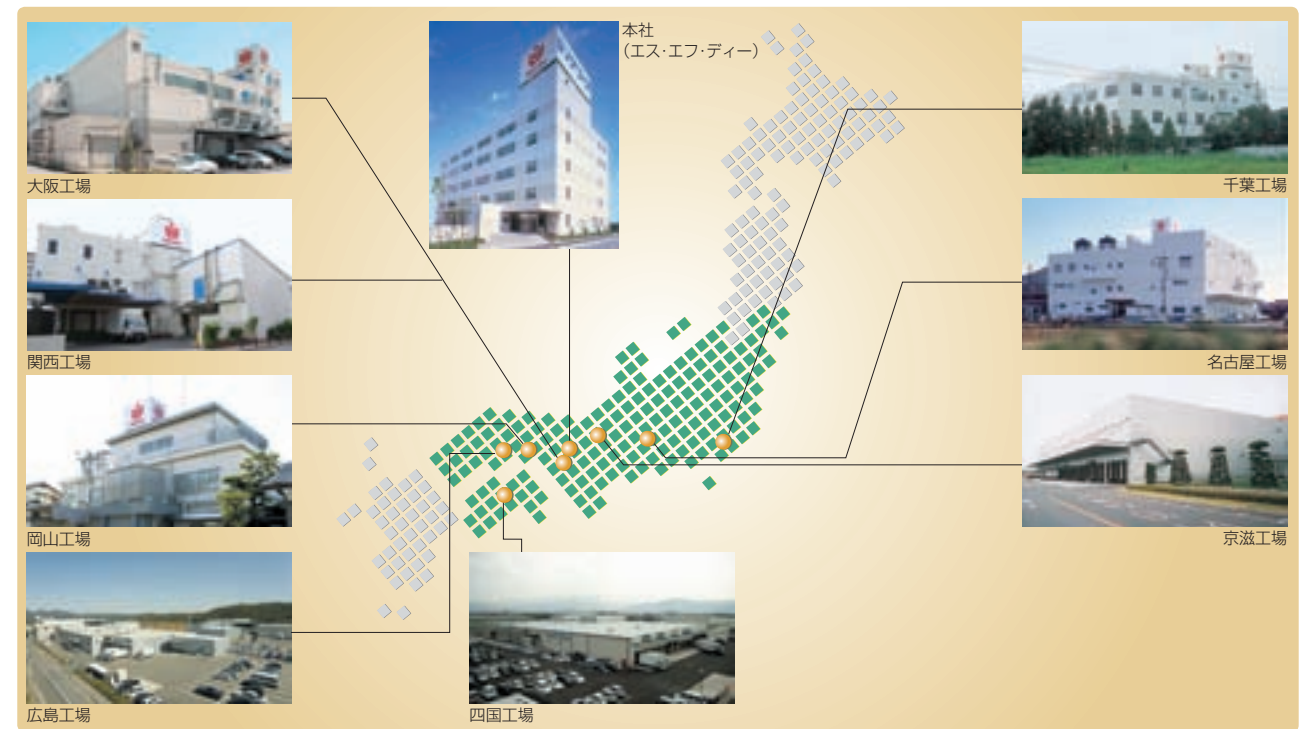 本社
(エス・エフ・ディー)
大阪工場
千葉工場
関西工場
名古屋工場
岡山工場
京滋工場
広島工場
四国工場